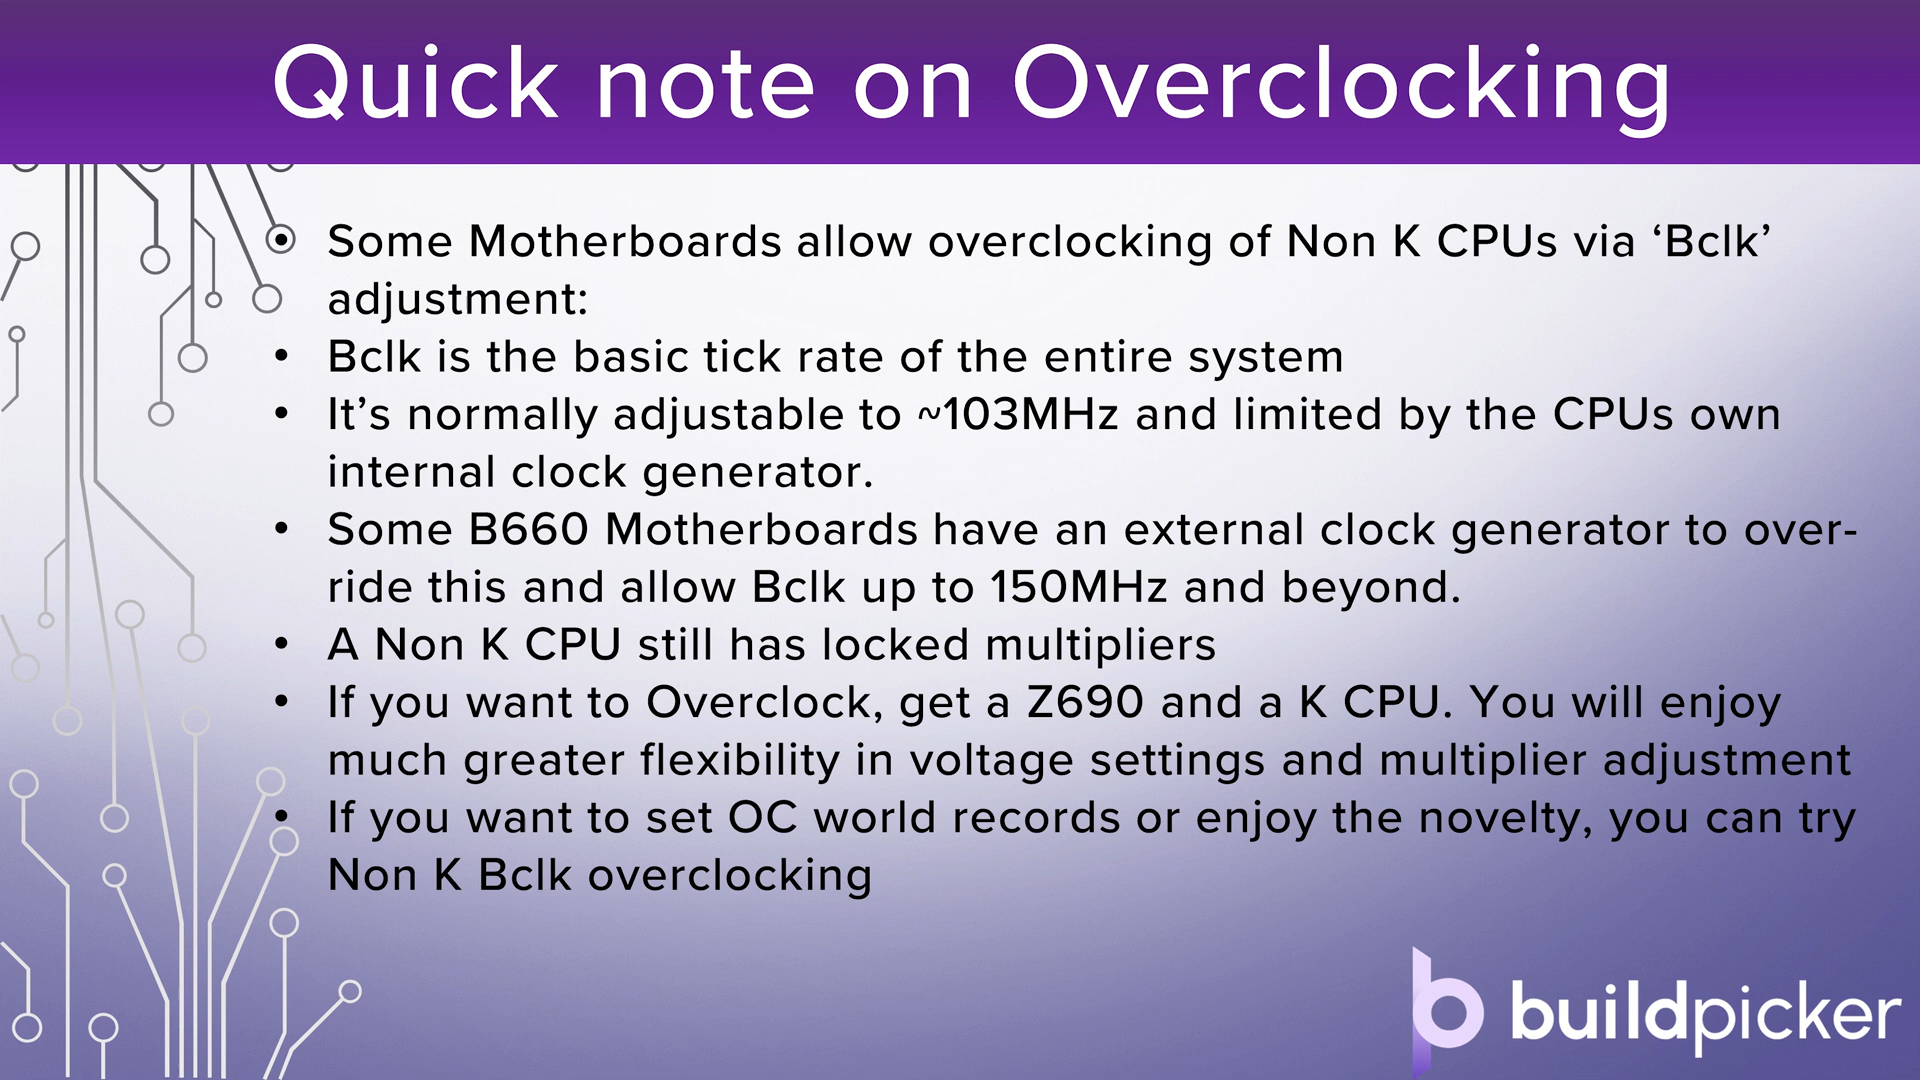 Quick note on Overclocking
• Some Motherboards allow overclocking of Non K CPUs via ‘Bclk’
adjustment:
• Bclk is the basic tick rate of the entire system
• It’s normally adjustable to ~103MHz and limited by the CPUs own
internal clock generator.
• Some B660 Motherboards have an external clock generator to over-
ride this and allow Bclk up to 150MHz and beyond.
• A Non K CPU still has locked multipliers
• If you want to Overclock, get a Z690 and a K CPU. You will enjoy
much greater flexibility in voltage settings and multiplier adjustment
• If you want to set OC world records or enjoy the novelty, you can try
Non K Bclk overclocking
buildpicker